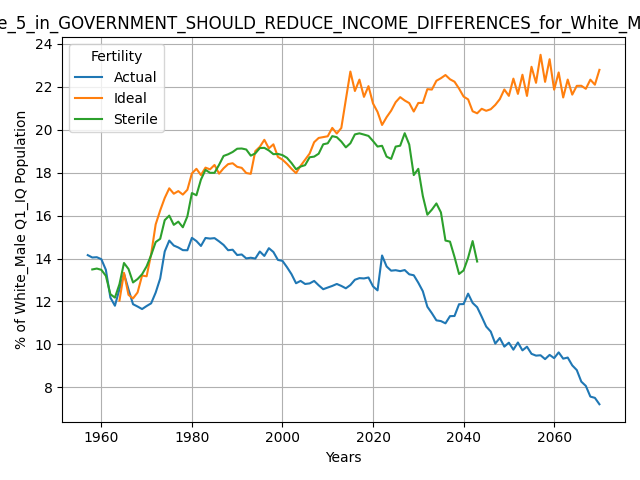 e_5_in_GOVERNMENT_SHOULD_REDUCE_INCOME_DIFFERENCES_for_White_M
24
22
20
18
16
14
12
10
8
% of White_Male Q1_IQ Population
Fertility
Actual
Ideal
Sterile
1960
1980
2000
2020
2040
2060
Years